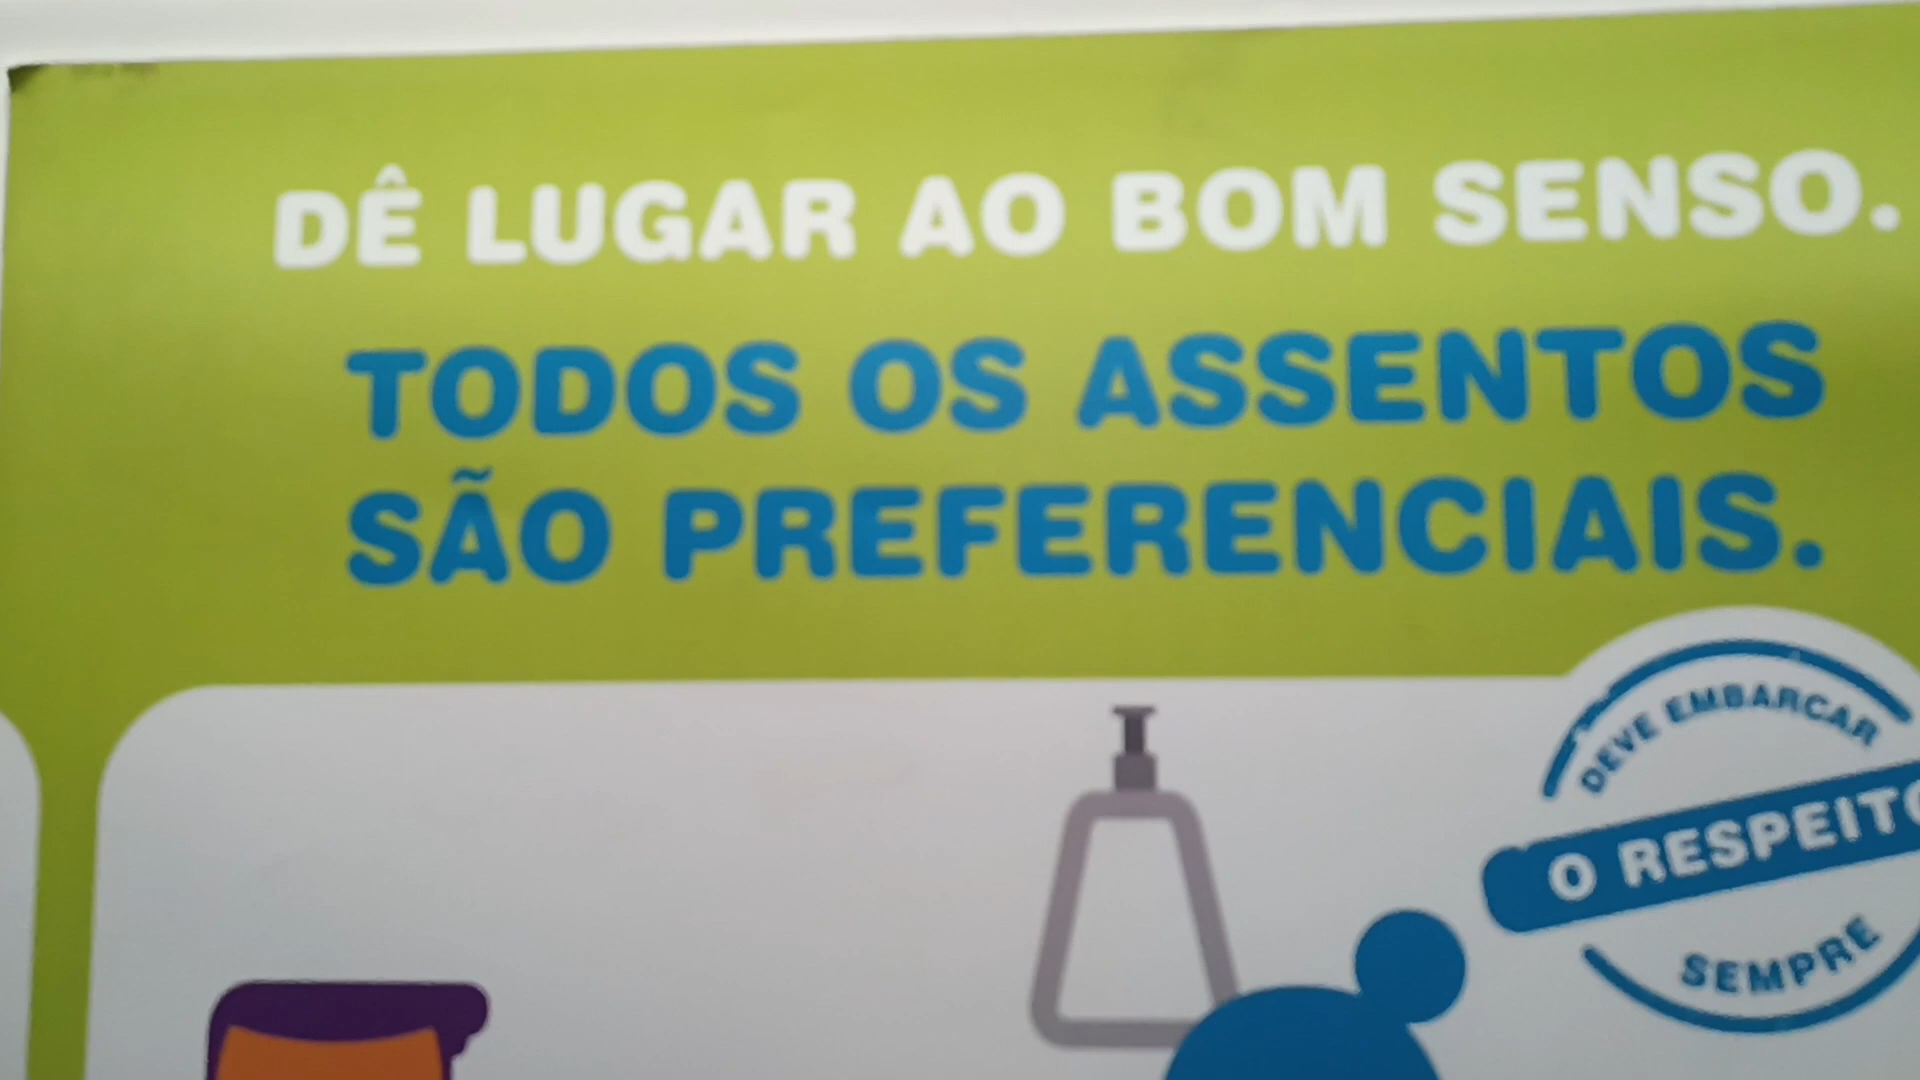 DÊ LUGAR AO BOM SENSO.
TODOS OS ASSENTOS
SÃO PREFERENCIAIS.
DEVE EMBARCAR
O RESPEITO
SEMPRE